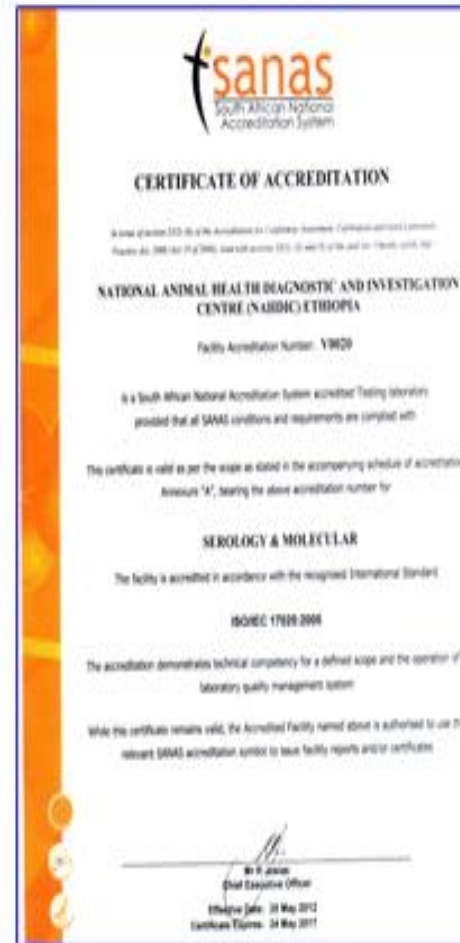 sanas
South African National
Accreditation System
CERTIFICATE OF ACCREDITATION
NATIONAL ANIMAL HEALTH DIAGNOSTIC AND INVESTIGATION
CENTRE (NAHDIC) ETHIOPIA
Facility Accreditation Number: V0020
is a South African National Accreditation System accredited Testing laboratory
provided that all SANAS conditions and requirements are complied with
This certificate is valid as per the scope as stated in the accompanying schedule of accreditation
Annexure "A", bearing the above accreditation number for
SEROLOGY & MOLECULAR
The facility is accredited in accordance with the recognised International Standard
ISO/IEC
The accreditation demonstrates technical competency for a defined scope and the operation of
laboratory quality management system
While this certificate remains valid, the Accredited Facility named above is authorised to use the
relevant SANAS accreditation symbol to issue facility reports and/or certificates
Mr
Chief Executive Officer
Effective Date: May 2012
Certificate Expires: 24 May 2017